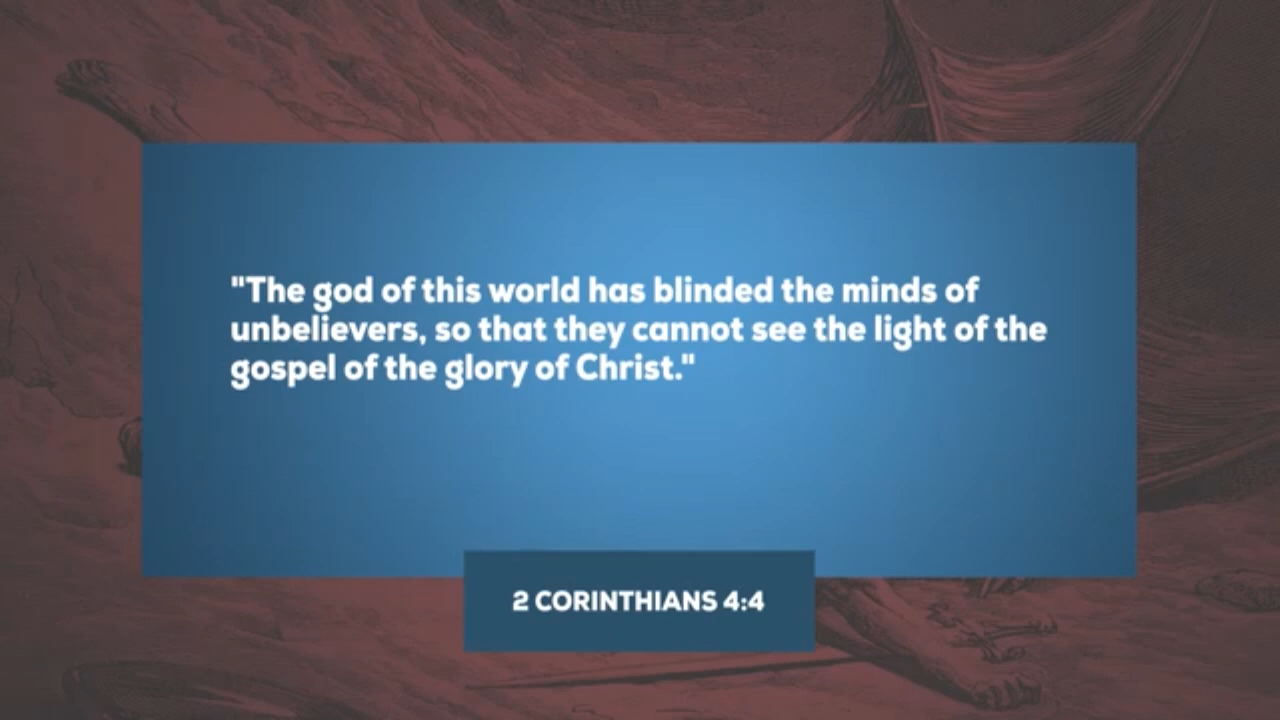 "The god of this world has blinded the minds of
unbelievers, so that they cannot see the light of the
gospel of the glory of Christ."
2 CORINTHIANS 4:4